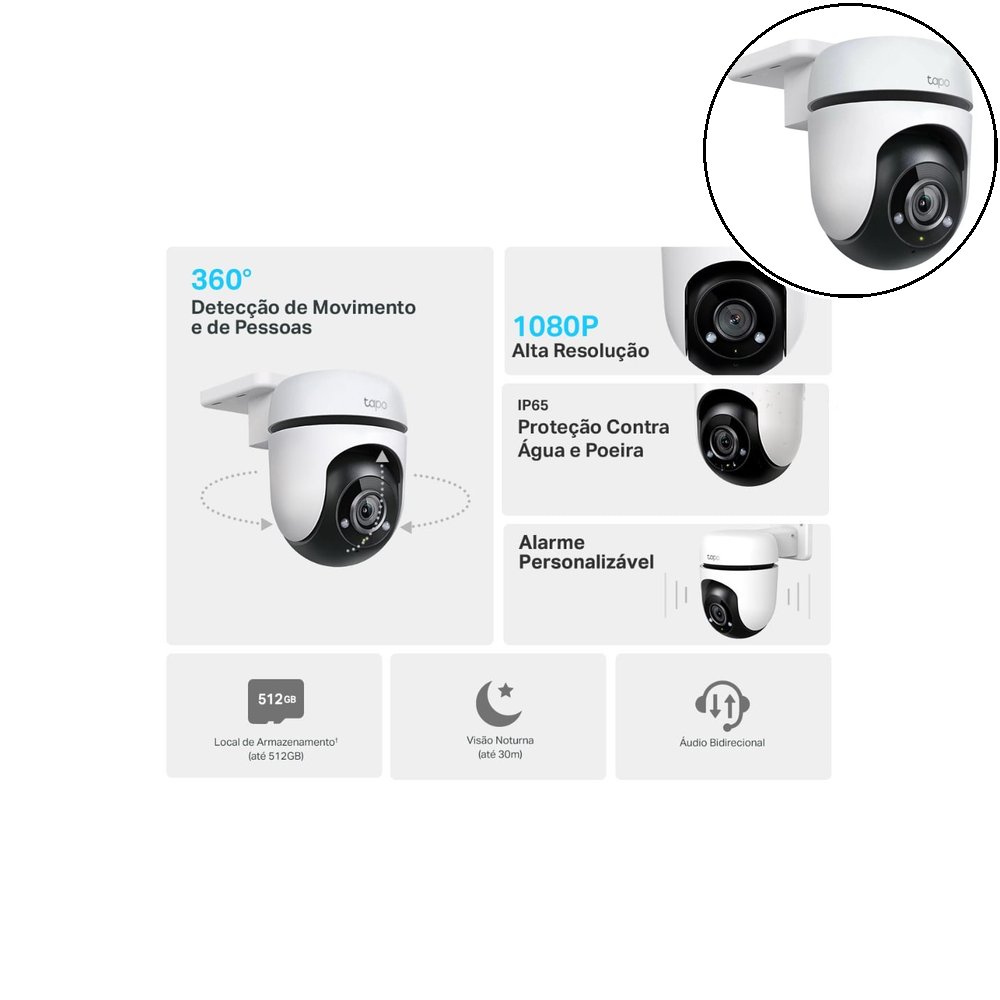 tapo
360°
Detecção de Movimento
e de Pessoas
tapo
1080P
Alta Resolução
IP65
Proteção Contra
Água e Poeira
Alarme
Personalizável
tapo
512GB
Local de Armazenamento¹
(até 512GB)
Visão Noturna
(até 30m)
Áudio Bidirecional